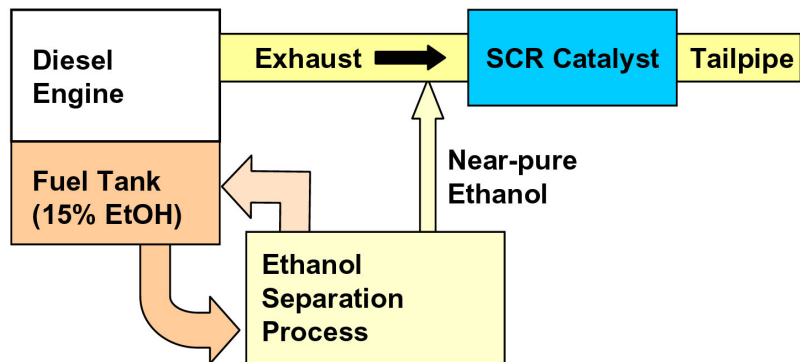 Diesel
Engine
Exhaust
SCR Catalyst
Tailpipe
Fuel Tank
(15% EtOH)
Near-pure
Ethanol
Ethanol
Separation
Process